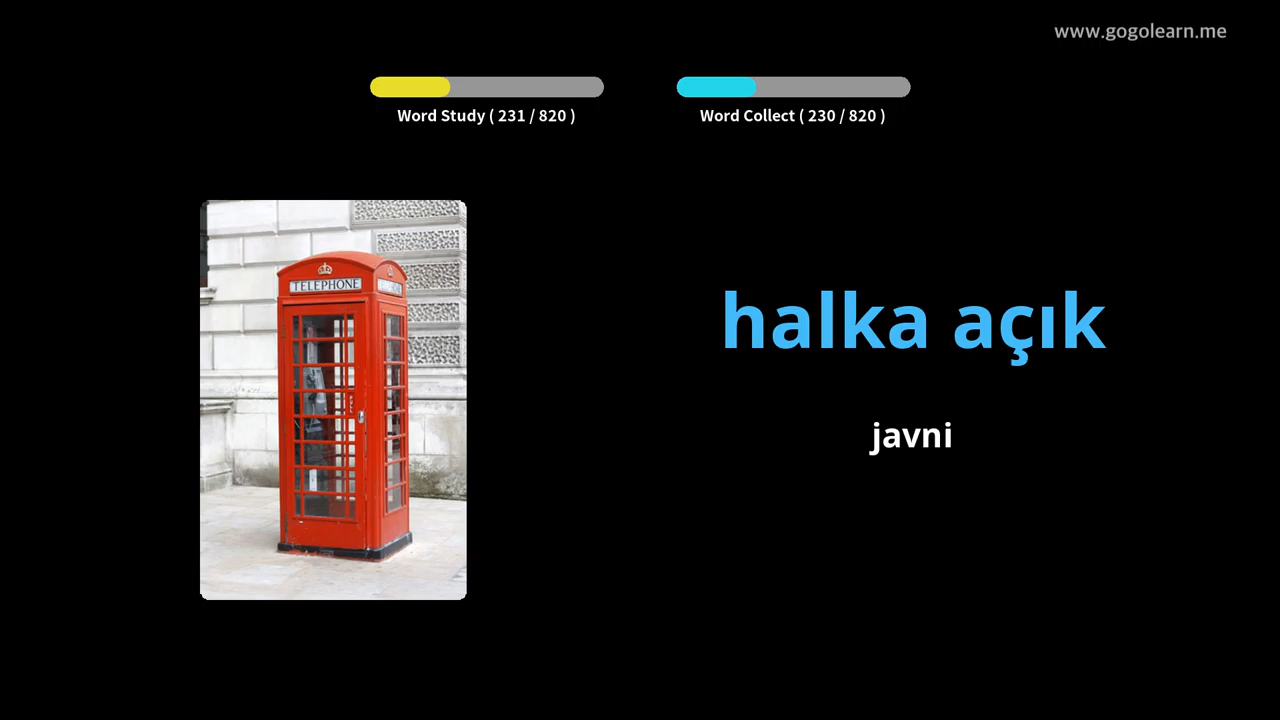 www.gogolearn.me
Word Study ( 231 / 820 )
Word Collect ( 230 / 820 )
TELEPHONE
halka açık
javni